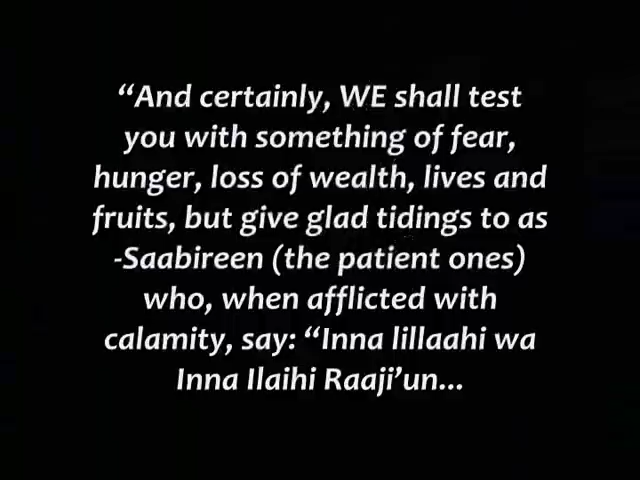 “And certainly, WE shall test
you with something of fear,
hunger, loss of wealth, lives and
fruits, but give glad tidings to as
-Saabireen (the patient ones)
who, when afflicted with
calamity, say: “Inna lillaahi wa
Inna Ilaihi Raaji’un...